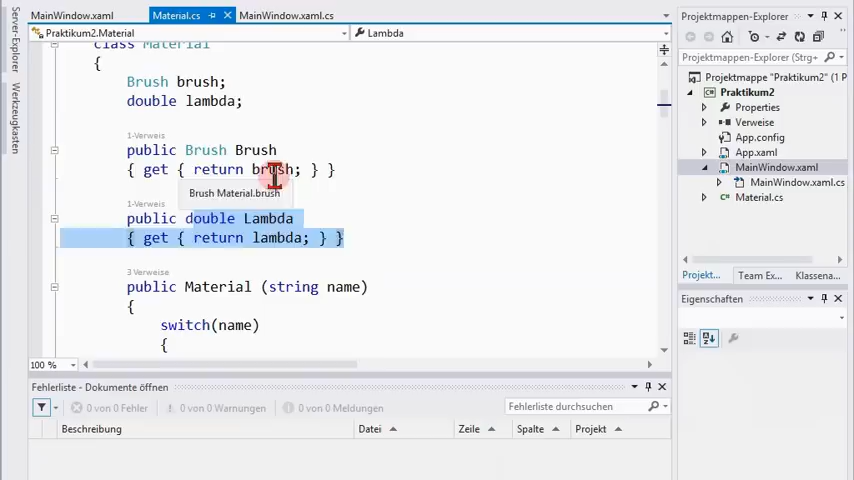 MainWindow.xaml
Material.cs
MainWindow.xaml.cs
Praktikum2.Material
Lambda
class Material
{
Brush brush;
double lambda;
1-Verweis
public Brush Brush
{ get { return brush; } }
Brush Material.brush
1-Verweis
public double Lambda
{ get { return lambda; } }
3 Verweise
public Material (string name)
{
switch(name)
{
100 %
Fehlerliste - Dokumente öffnen
0 von 0 Fehler
0 von 0 Warnungen
0 von 0 Meldungen
Fehlerliste durchsuchen
Beschreibung
Datei
Zeile
Spalte
Projekt
Server-Explorer
Werkzeugkasten
Projektmappen-Explorer
Projektmappen-Explorer (Strg+
Projektmappe "Praktikum2" (1 P
Praktikum2
Properties
Verweise
App.config
App.xaml
MainWindow.xaml
MainWindow.xaml.cs
Material.cs
Projekt...
Team Ex...
Klassena...
Eigenschaften